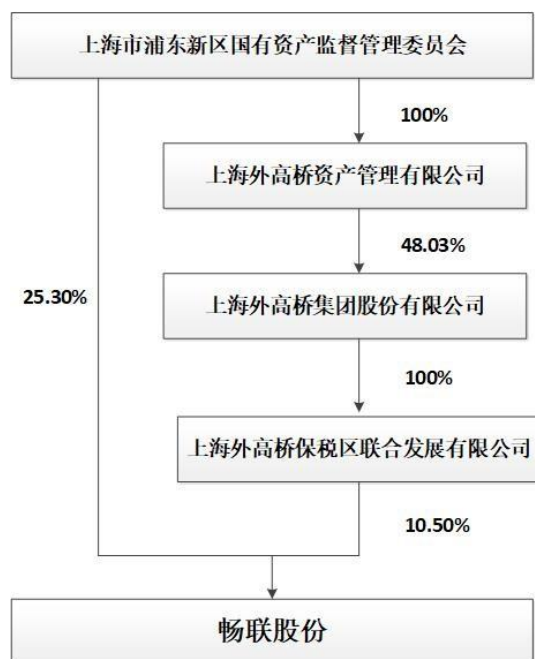 上海市浦东新区国有资产监督管理委员会
100%
上海外高桥资产管理有限公司
48.03%
25.30%
上海外高桥集团股份有限公司
100%
上海外高桥保税区联合发展有限公司
10.50%
畅联股份